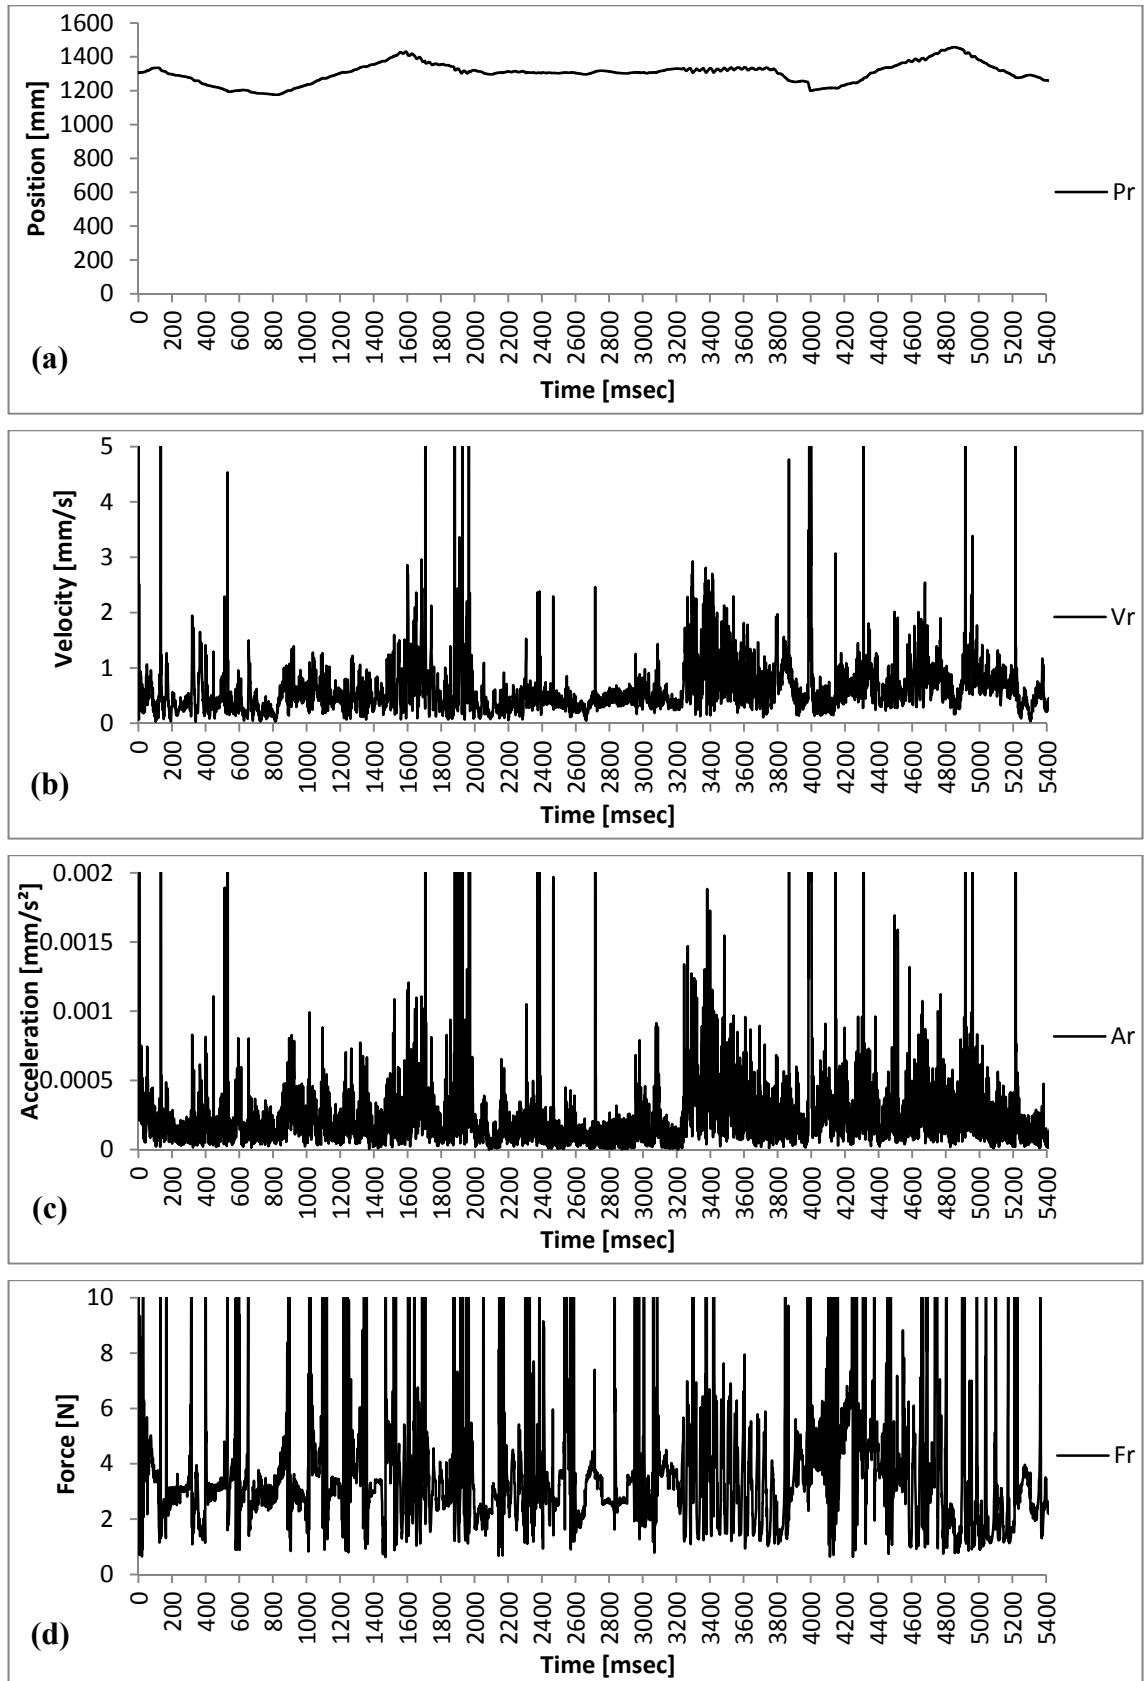 1600
1400
1200
1000
800
600
400
200
0
Position [mm]
0 200 400 600 800 1000 1200 1400 1600 1800 2000 2200 2400 2600 2800 3000 3200 3400 3600 3800 4000 4200 4400 4600 4800 5000 5200 5400
Time [msec]
Pr
(a)
5
4
3
2
1
0
Velocity [mm/s]
0 200 400 600 800 1000 1200 1400 1600 1800 2000 2200 2400 2600 2800 3000 3200 3400 3600 3800 4000 4200 4400 4600 4800 5000 5200 5400
Time [msec]
Vr
(b)
0.002
0.0015
0.001
0.0005
0
Acceleration [mm/s²]
0 200 400 600 800 1000 1200 1400 1600 1800 2000 2200 2400 2600 2800 3000 3200 3400 3600 3800 4000 4200 4400 4600 4800 5000 5200 5400
Time [msec]
Ar
(c)
10
8
6
4
2
0
Force [N]
0 200 400 600 800 1000 1200 1400 1600 1800 2000 2200 2400 2600 2800 3000 3200 3400 3600 3800 4000 4200 4400 4600 4800 5000 5200 5400
Time [msec]
Fr
(d)